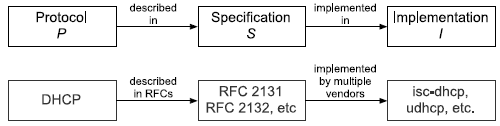 Protocol
P
described
in
Specification
S
implemented
in
Implementation
I
DHCP
described
in RFCs
RFC 2131
RFC 2132, etc
implemented
by multiple
vendors
isc-dhcp,
udhcp, etc.